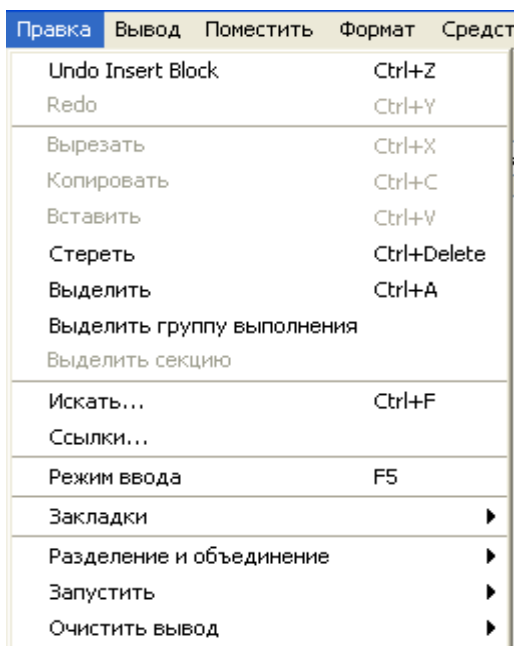 Правка Вывод Поместить Формат Средст
Undo Insert Block Ctrl+Z
Redo Ctrl+Y
Вырезать Ctrl+X
Копировать Ctrl+C
Вставить Ctrl+V
Стереть Ctrl+Delete
Выделить Ctrl+A
Выделить группу выполнения
Выделить секцию
Искать... Ctrl+F
Ссылки...
Режим ввода F5
Закладки
Разделение и объединение
Запустить
Очистить вывод